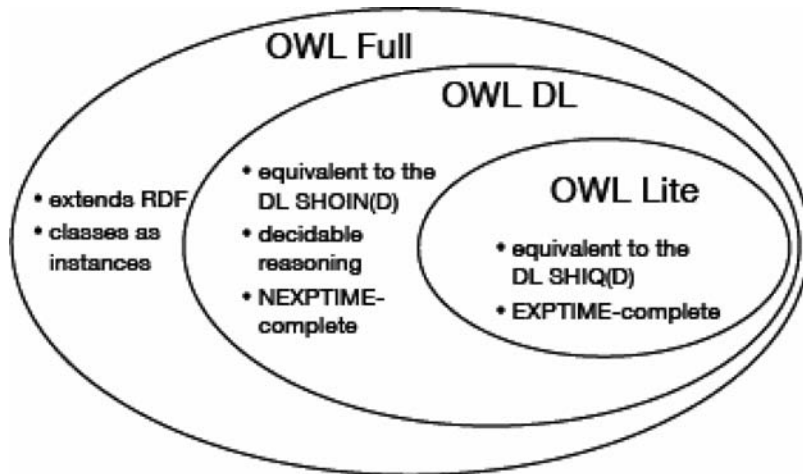 OWL Full
OWL DL
OWL Lite
• extends RDF
• classes as
instances
• equivalent to the
DL SHOIN(D)
• decidable
reasoning
• NEXPTIME-
complete
• equivalent to the
DL SHIQ(D)
• EXPTIME-complete